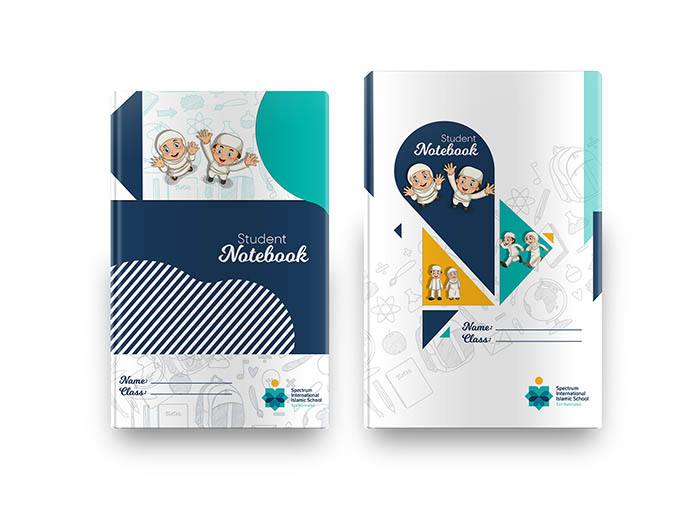 Student
Notebook
Name:
Class:
Spectrum
International
Islamic School
Student
Notebook
Name:
Class:
Spectrum
International
Islamic School